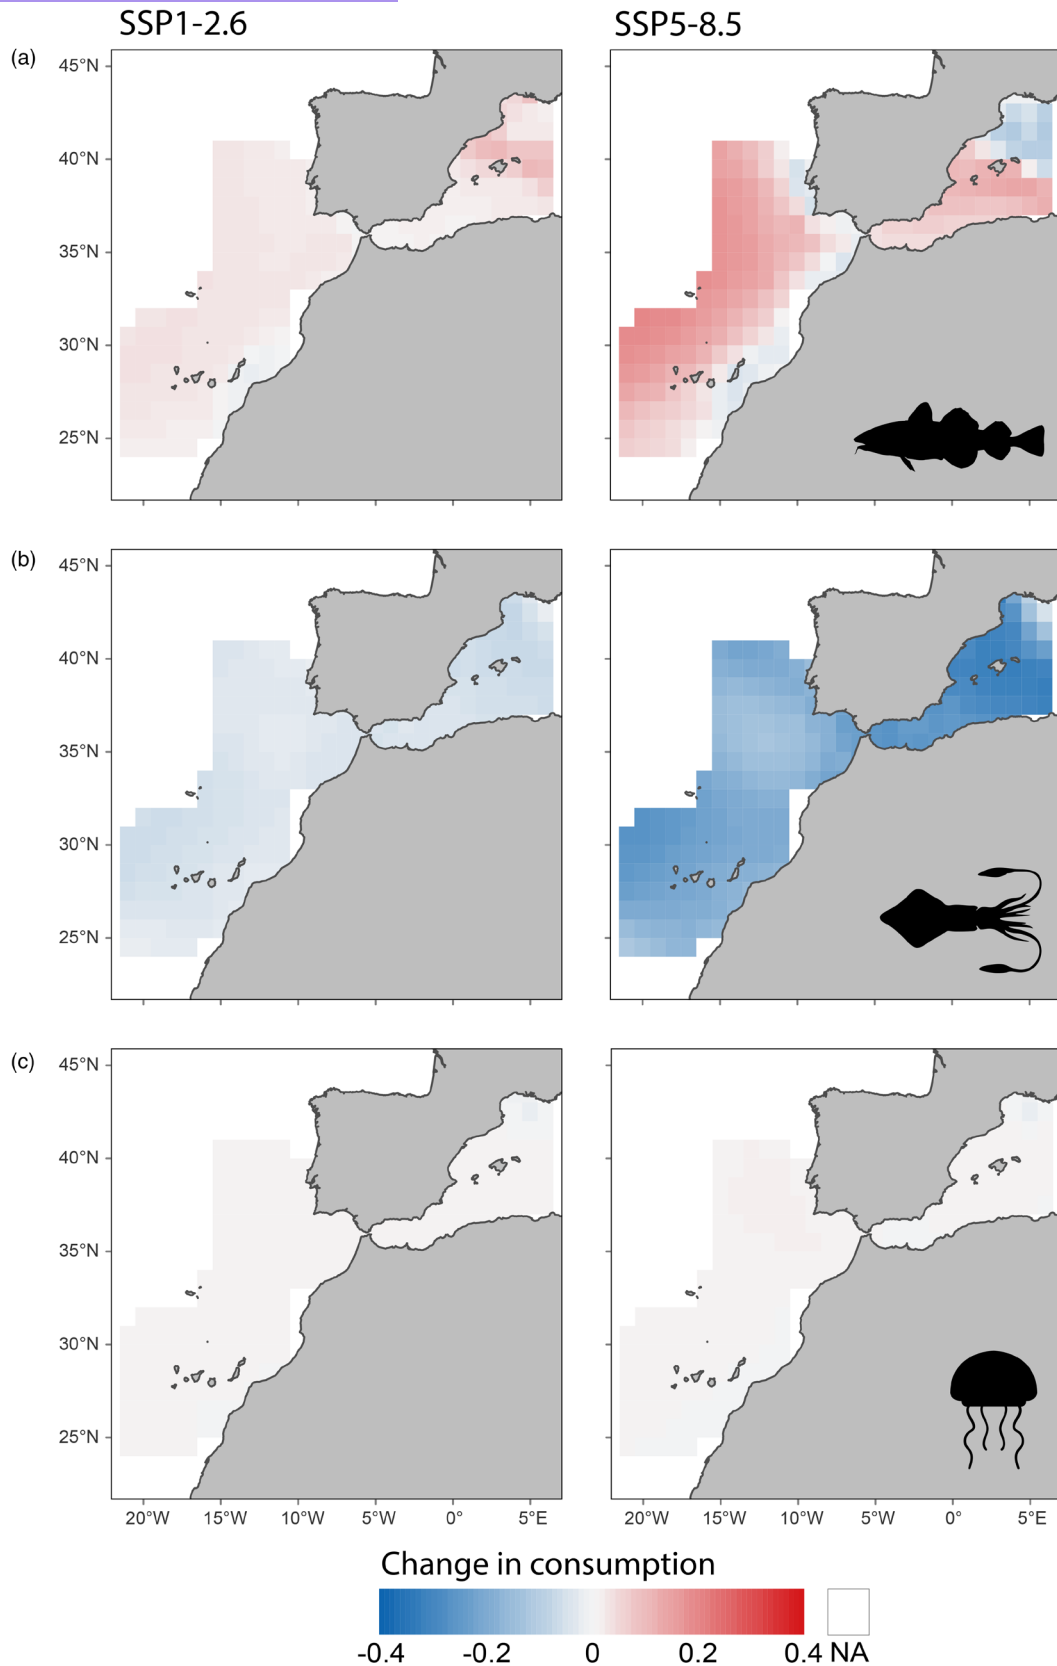 SSP1-2.6 SSP5-8.5
(a)
45°N
40°N
35°N
30°N
25°N
(b)
45°N
40°N
35°N
30°N
25°N
(c)
45°N
40°N
35°N
30°N
25°N
20°W 15°W 10°W 5°W 0° 5°E 20°W 15°W 10°W 5°W 0° 5°E
Change in consumption
-0.4 -0.2 0 0.2 0.4 NA